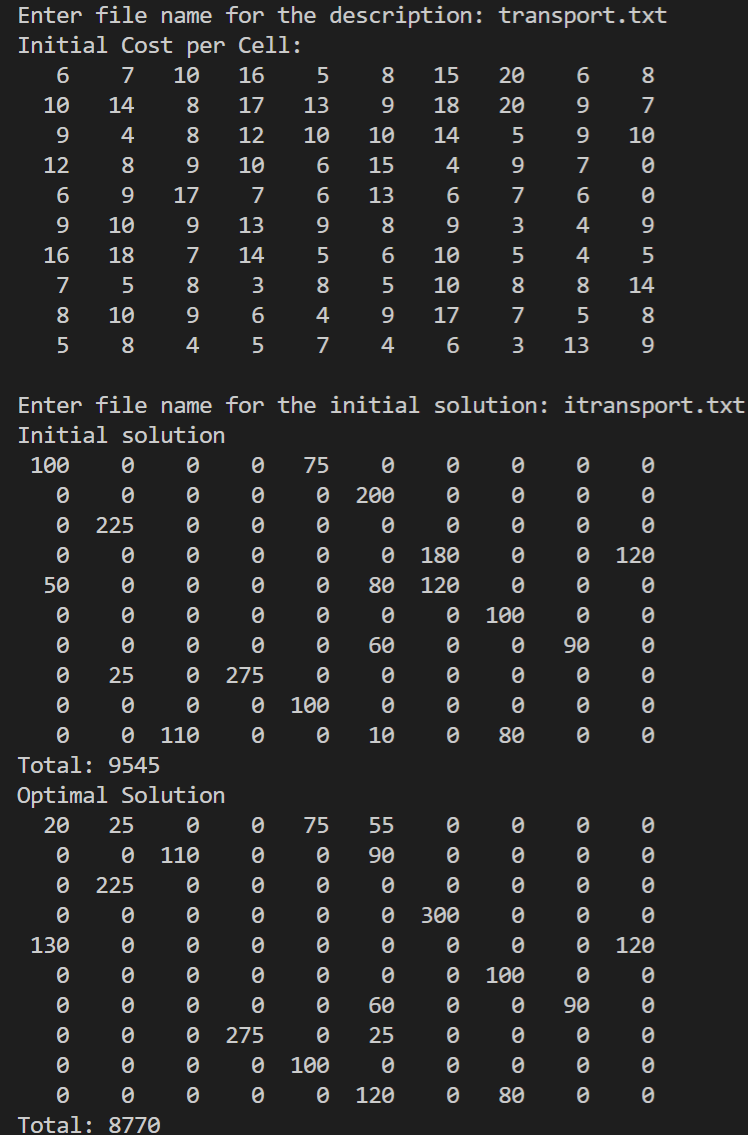 Enter file name for the description: transport.txt
Initial Cost per Cell:
6 7 10 16 5 8 15 20 6 8
10 14 8 17 13 9 18 20 9 7
9 4 8 12 10 10 14 5 9 10
12 8 9 10 6 15 4 9 7 0
6 9 17 7 6 13 6 7 6 0
9 10 9 13 9 8 9 3 4 9
16 18 7 14 5 6 10 5 4 5
7 5 8 3 8 5 10 8 8 14
8 10 9 6 4 9 17 7 5 8
5 8 4 5 7 4 6 3 13 9
Enter file name for the initial solution: itransport.txt
Initial solution
100 0 0 0 75 0 0 0 0 0
0 0 0 0 0 200 0 0 0 0
0 225 0 0 0 0 0 0 0 0
0 0 0 0 0 0 180 0 0 120
50 0 0 0 0 80 120 0 0 0
0 0 0 0 0 0 0 100 0 0
0 0 0 0 0 60 0 0 90 0
0 25 0 275 0 0 0 0 0 0
0 0 0 0 100 0 0 0 0 0
0 0 110 0 0 10 0 80 0 0
Total: 9545
Optimal Solution
20 25 0 0 75 55 0 0 0 0
0 0 110 0 0 90 0 0 0 0
0 225 0 0 0 0 0 0 0 0
0 0 0 0 0 0 300 0 0 0
130 0 0 0 0 0 0 0 0 120
0 0 0 0 0 0 0 100 0 0
0 0 0 0 0 60 0 0 90 0
0 0 0 275 0 25 0 0 0 0
0 0 0 0 100 0 0 0 0 0
0 0 0 0 0 120 0 80 0 0
Total: 8770